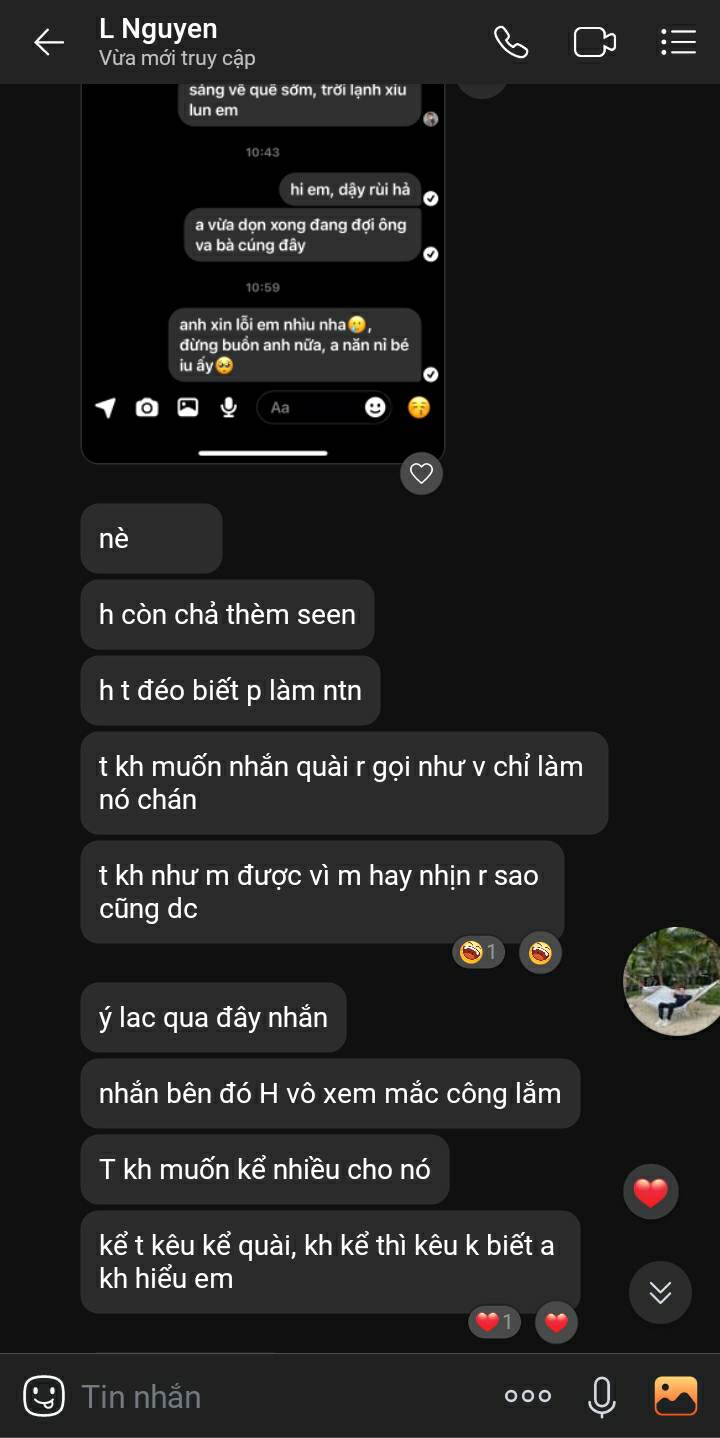 L Nguyen
Vừa mới truy cập
sáng về quê sớm, trời lạnh xíu
lun em
10:43
hi em, dậy rùi hả
a vừa dọn xong đang đợi ông
va bà cúng đây
10:59
anh xin lỗi em nhìu nha🥲,
đừng buồn anh nữa, a năn nỉ bé
iu ấy🥺
Aa
nè
h còn chả thèm seen
h t đéo biết p làm ntn
t kh muốn nhắn quài r gọi như v chỉ làm
nó chán
t kh như m được vì m hay nhịn r sao
cũng dc
1
ý lac qua đây nhắn
nhắn bên đó H vô xem mắc công lắm
T kh muốn kể nhiều cho nó
kể t kêu kể quài, kh kể thì kêu k biết a
kh hiểu em
1
Tin nhắn